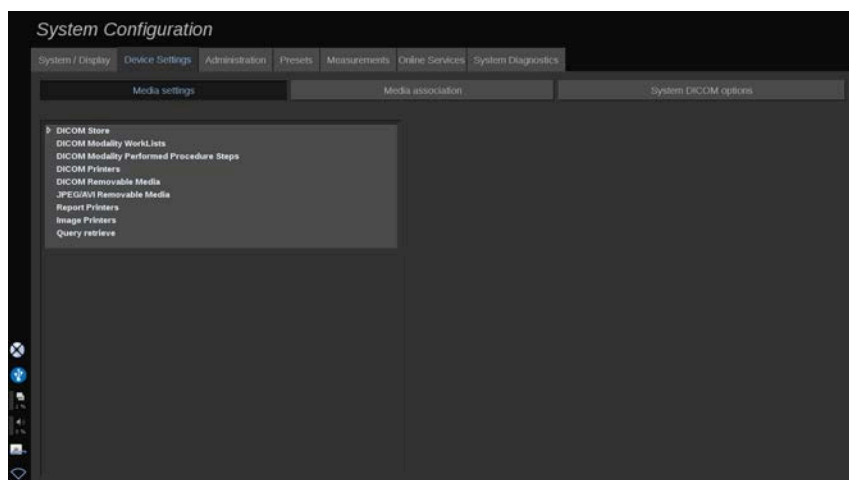 System Configuration
System / Display Device Settings Administration Presets Measurements Online Services System Diagnostics
Media settings Media association System DICOM options
DICOM Store
DICOM Modality WorkLists
DICOM Modality Performed Procedure Steps
DICOM Printers
DICOM Removable Media
JPEG/AVI Removable Media
Report Printers
Image Printers
Query retrieve